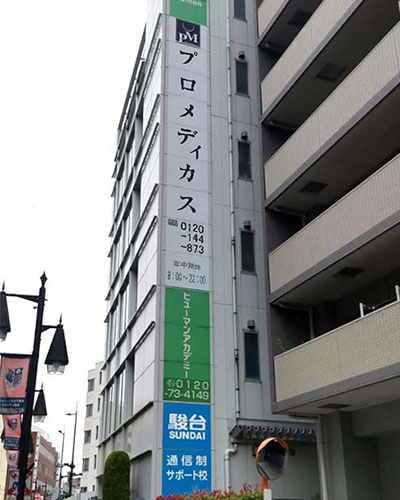 PM
プロメディカス
0120
-144
-873
年中無休
8:00〜22:00
ヒューマンアカデミー
0120
-73-4149
駿台
SUNDAI
通信制
サポート校